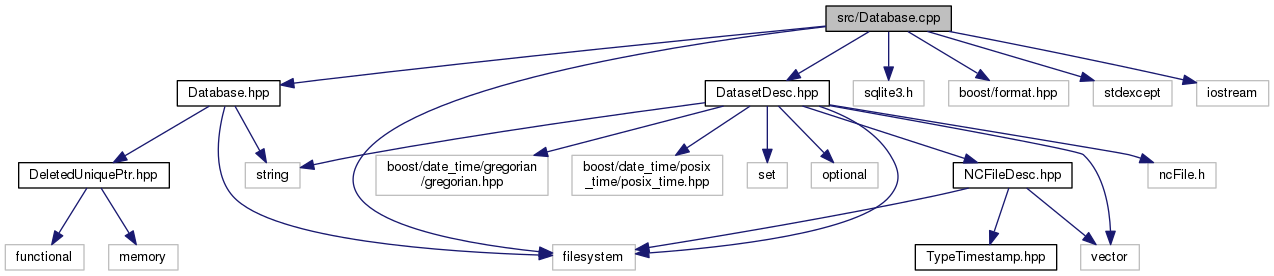 src/Database.cpp
Database.hpp
DatasetDesc.hpp
sqlite3.h
boost/format.hpp
stdexcept
iostream
DeletedUniquePtr.hpp
string
boost/date_time/gregorian
/gregorian.hpp
boost/date_time/posix
_time/posix_time.hpp
set
optional
NCFileDesc.hpp
ncFile.h
functional
memory
filesystem
TypeTimestamp.hpp
vector